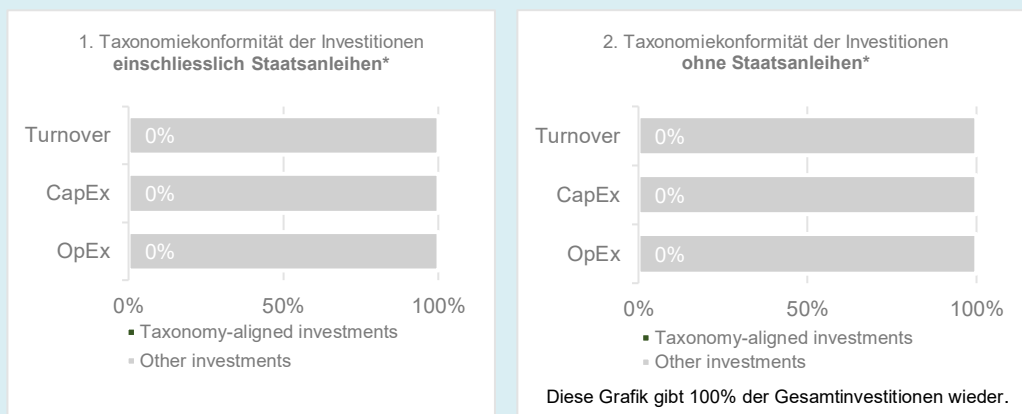 1. Taxonomiekonformität der Investitionen
einschliesslich Staatsanleihen*
Turnover 0%
CapEx 0%
OpEx 0%
0% 50% 100%
Taxonomy-aligned investments
Other investments
2. Taxonomiekonformität der Investitionen
ohne Staatsanleihen*
Turnover 0%
CapEx 0%
OpEx 0%
0% 50% 100%
Taxonomy-aligned investments
Other investments
Diese Grafik gibt 100% der Gesamtinvestitionen wieder.